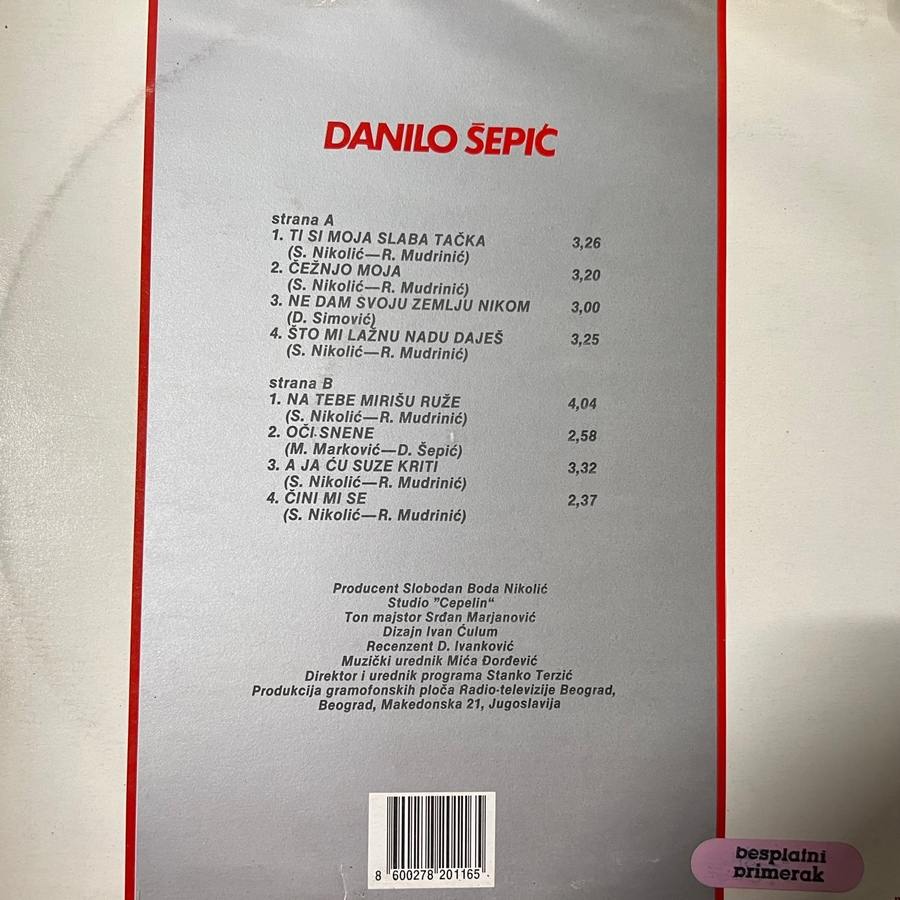 DANILO ŠEPIĆ
strana A
1. TI SI MOJA SLABA TAČKA 3,26
(S. Nikolić—R. Mudrinić)
2. ČEŽNJO MOJA 3,20
(S. Nikolić—R. Mudrinić)
3. NE DAM SVOJU ZEMLJU NIKOM 3,00
(D. Simović)
4. ŠTO MI LAŽNU NADU DAJEŠ 3,25
(S. Nikolić—R. Mudrinić)
strana B
1. NA TEBE MIRIŠU RUŽE 4,04
(S. Nikolić—R. Mudrinić)
2. OČI SNENE 2,58
(M. Marković—D. Šepić)
3. A JA ĆU SUZE KRITI 3,32
(S. Nikolić—R. Mudrinić)
4. ČINI MI SE 2,37
(S. Nikolić—R. Mudrinić)
Producent Slobodan Boda Nikolić
Studio "Cepelin“
Ton majstor Srđan Marjanović
Dizajn Ivan Ćulum
Recenzent D. Ivanković
Muzički urednik Mića Đorđević
Direktor i urednik programa Stanko Terzić
Produkcija gramofonskih ploča Radio-televizije Beograd,
Beograd, Makedonska 21, Jugoslavija
8 600278 201165
besplatni
primerak